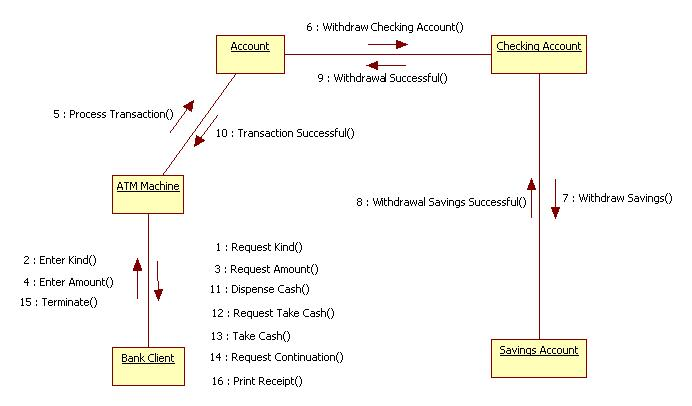 6 : Withdraw Checking Account()
Account
Checking Account
9 : Withdrawal Successful()
5 : Process Transaction()
10 : Transaction Successful()
ATM Machine
8 : Withdrawal Savings Successful()
7 : Withdraw Savings()
1 : Request Kind()
2 : Enter Kind()
3 : Request Amount()
4 : Enter Amount()
11 : Dispense Cash()
15 : Terminate()
12 : Request Take Cash()
13 : Take Cash()
Bank Client
14 : Request Continuation()
Savings Account
16 : Print Receipt()